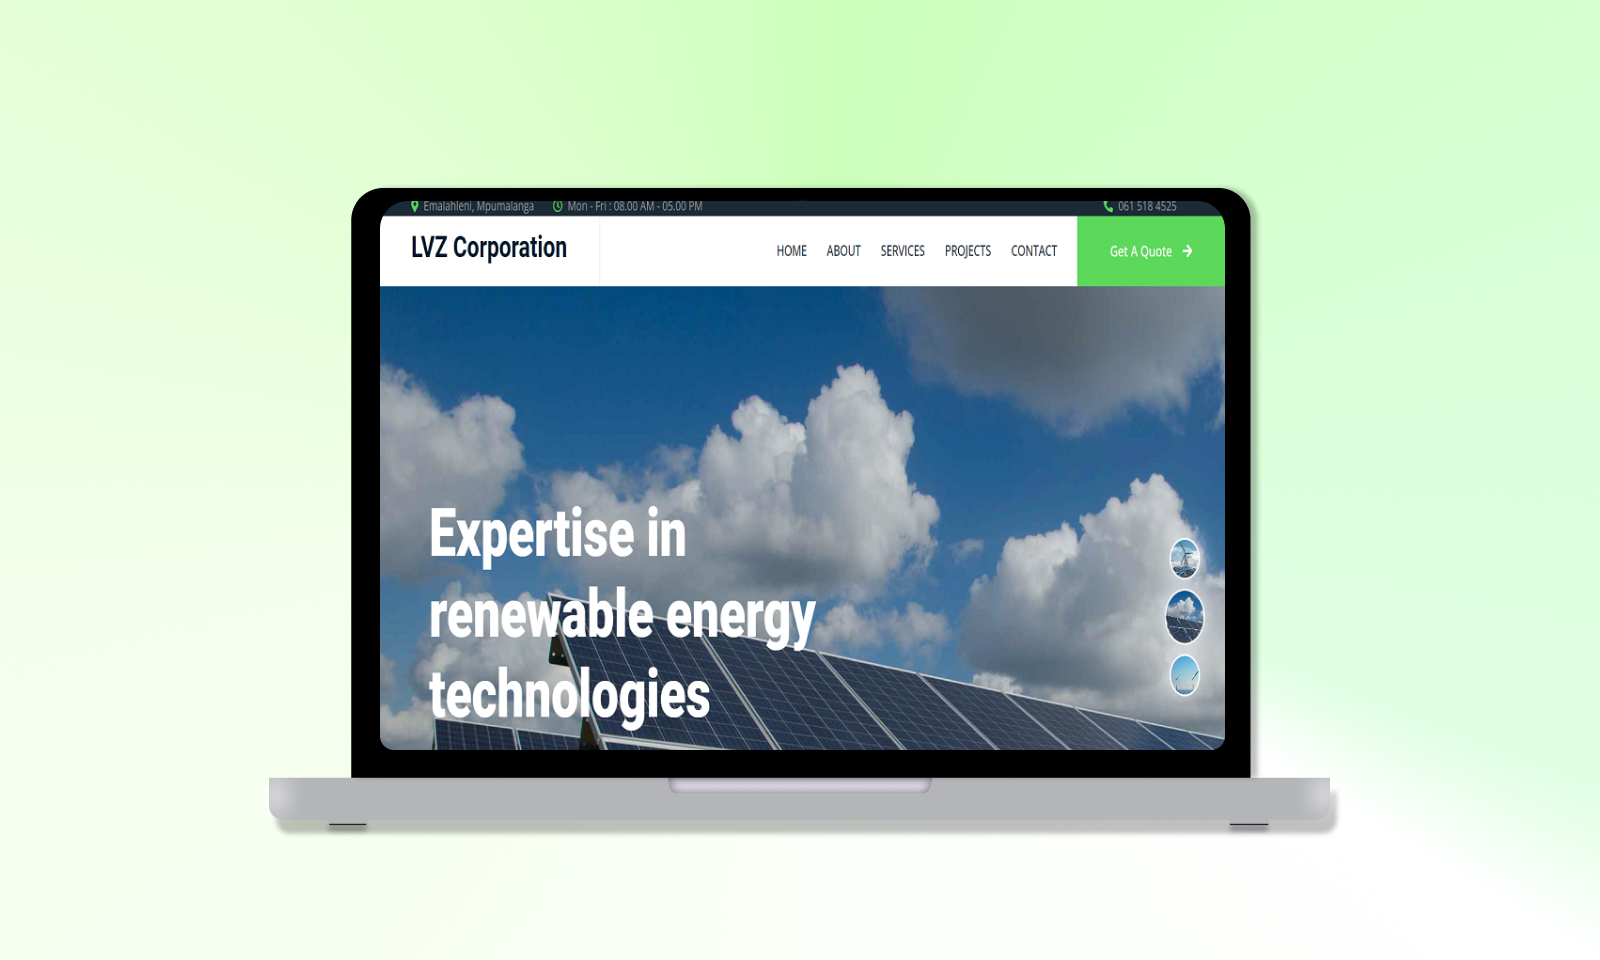 Emalahleni, Mpumalanga Mon - Fri : 08.00 AM - 05.00 PM 061 518 4525
LVZ Corporation HOME ABOUT SERVICES PROJECTS CONTACT Get A Quote
Expertise in
renewable energy
technologies